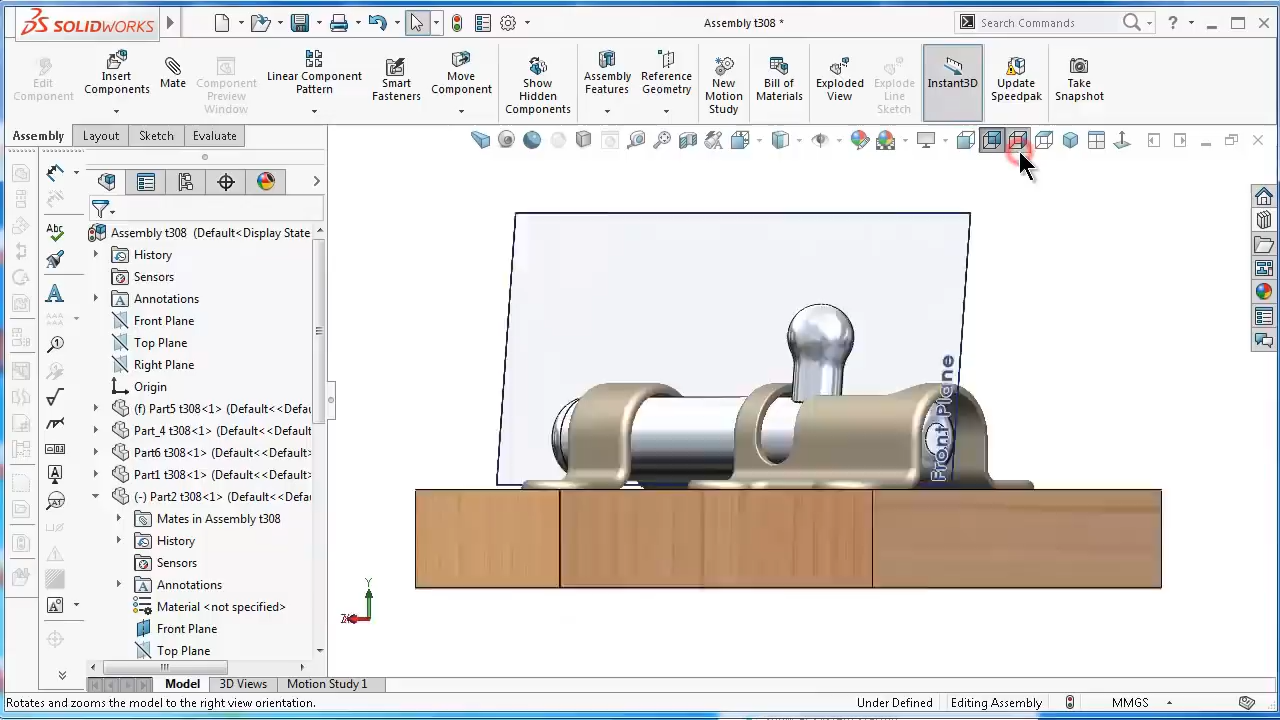 SOLIDWORKS
Assembly t308 *
Search Commands
?
Edit Component
Insert Components
Mate
Component Preview Window
Linear Component Pattern
Smart Fasteners
Move Component
Show Hidden Components
Assembly Features
Reference Geometry
New Motion Study
Bill of Materials
Exploded View
Explode Line Sketch
Instant3D
Update Speedpak
Take Snapshot
Assembly
Layout
Sketch
Evaluate
Assembly t308 (Default<Display State
History
Sensors
Annotations
Front Plane
Top Plane
Right Plane
Origin
(f) Part5 t308<1> (Default<<Defau
Part_4 t308<1> (Default<<Defau
Part6 t308<1> (Default<<Defaul
Part1 t308<1> (Default<<Defaul
(-) Part2 t308<1> (Default<<Defau
Mates in Assembly t308
History
Sensors
Annotations
Material <not specified>
Front Plane
Top Plane
Front Plane
Y
Model
3D Views
Motion Study 1
Rotates and zooms the model to the right view orientation.
Under Defined
Editing Assembly
MMGS